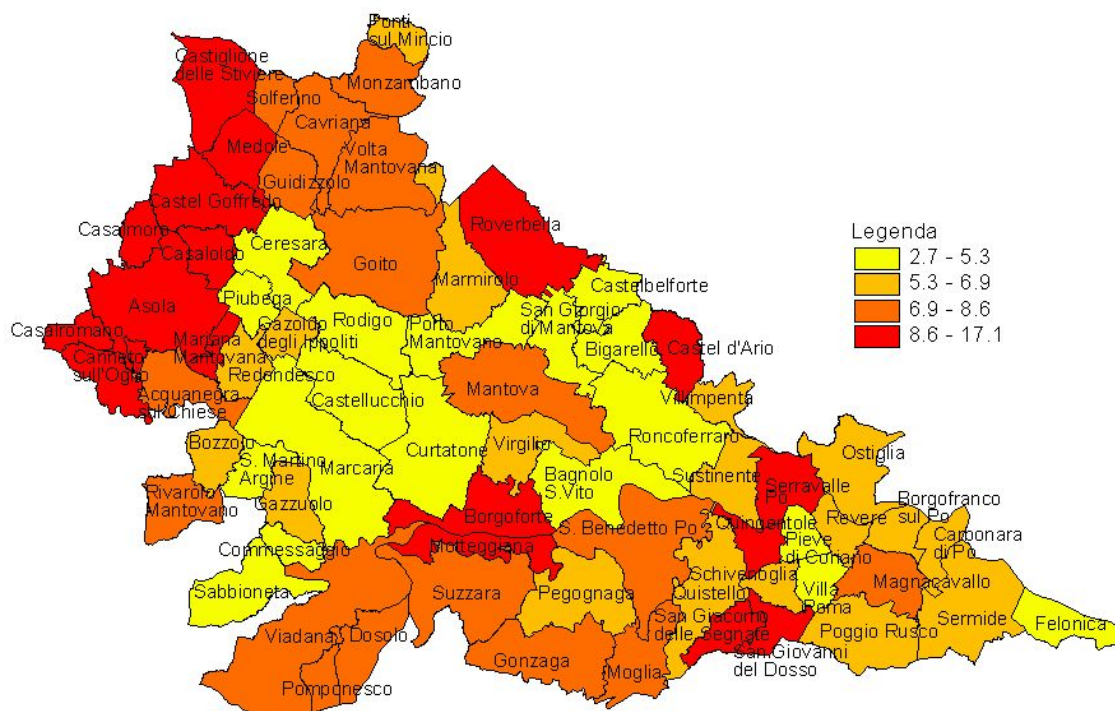 Ponti
sul Mincio
Castiglione
delle Stiviere
Monzambano
Solferino
Cavriana
Medole
Volta
Mantovana
Guidizzolo
Castel Goffredo
Roverbella
Casalmoro
Ceresara
Casaloldo
Goito
Marmirolo
Legenda
2.7 - 5.3
5.3 - 6.9
6.9 - 8.6
8.6 - 17.1
Castelbelforte
Asola
Piubega
Rodigo
Porto
Mantovano
San Giorgio
di Mantova
Gazoldo
degli Ippoliti
Casalromano
Mariana
Mantovana
Bigarello
Castel d'Ario
Canneto
sull'Oglio
Redondesco
Acquanegra
sul Chiese
Castellucchio
Mantova
Villimpenta
Bozzolo
Curtatone
Virgilio
Roncoferraro
Ostiglia
S. Martino
Argine
Marcaria
Bagnolo
S.Vito
Sustinente
Serravalle
Po
Rivarolo
Mantovano
Gazzuolo
Borgoforte
S. Benedetto Po
Quingentole
Revere
Borgofranco
sul Po
Carbonara
di Po
Commessaggio
Motteggiana
Pieve
di Coriano
Schivenoglia
Sabbioneta
Suzzara
Pegognaga
Quistello
Villa
Poma
Magnacavallo
San Giacomo
delle Segnate
Viadana
Dosolo
Poggio Rusco
Sermide
Felonica
Gonzaga
Moglia
San Giovanni
del Dosso
Pomponesco